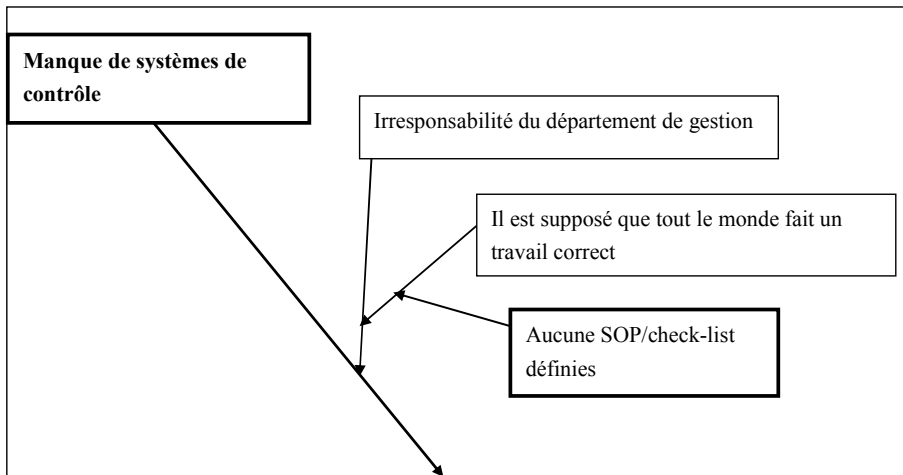 Manque de systèmes de
contrôle
Irresponsabilité du département de gestion
Il est supposé que tout le monde fait un
travail correct
Aucune SOP/check-list
définies